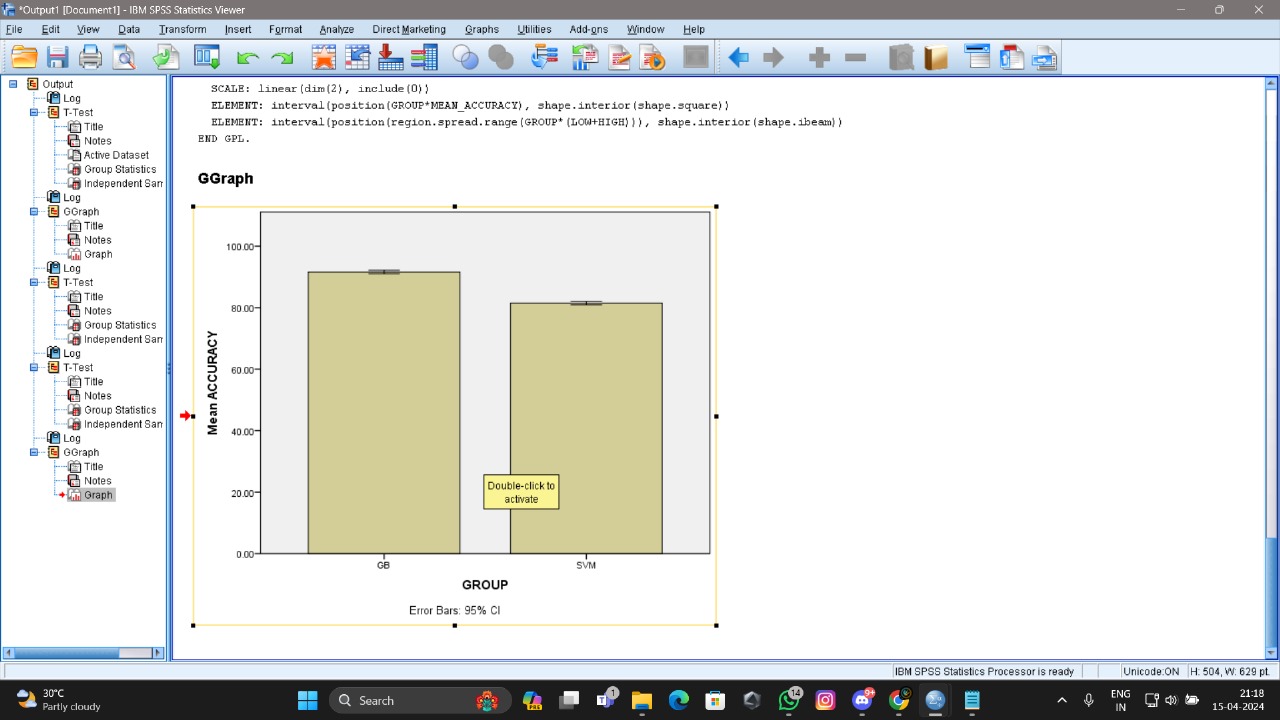 *Output1 [Document1] - IBM SPSS Statistics Viewer
File Edit View Data Transform Insert Format Analyze Direct Marketing Graphs Utilities Add-ons Window Help
Output
Log
T-Test
Title
Notes
Active Dataset
Group Statistics
Independent Sam
Log
GGraph
Title
Notes
Graph
Log
T-Test
Title
Notes
Group Statistics
Independent Sam
Log
T-Test
Title
Notes
Group Statistics
Independent Sam
Log
GGraph
Title
Notes
Graph
SCALE: linear(dim(2), include(0))
ELEMENT: interval(position(GROUP*MEAN_ACCURACY), shape.interior(shape.square))
ELEMENT: interval(position(region.spread.range(GROUP*(LOW+HIGH))), shape.interior(shape.ibeam))
END GPL.
GGraph
100.00
80.00
60.00
40.00
20.00
0.00
Mean ACCURACY
Double-click to
activate
GB SVM
GROUP
Error Bars: 95% CI
IBM SPSS Statistics Processor is ready Unicode:ON H: 504, W: 629 pt.
30°C
Partly cloudy
Search
PRE
1
14
9+
ENG
IN
21:18
15-04-2024